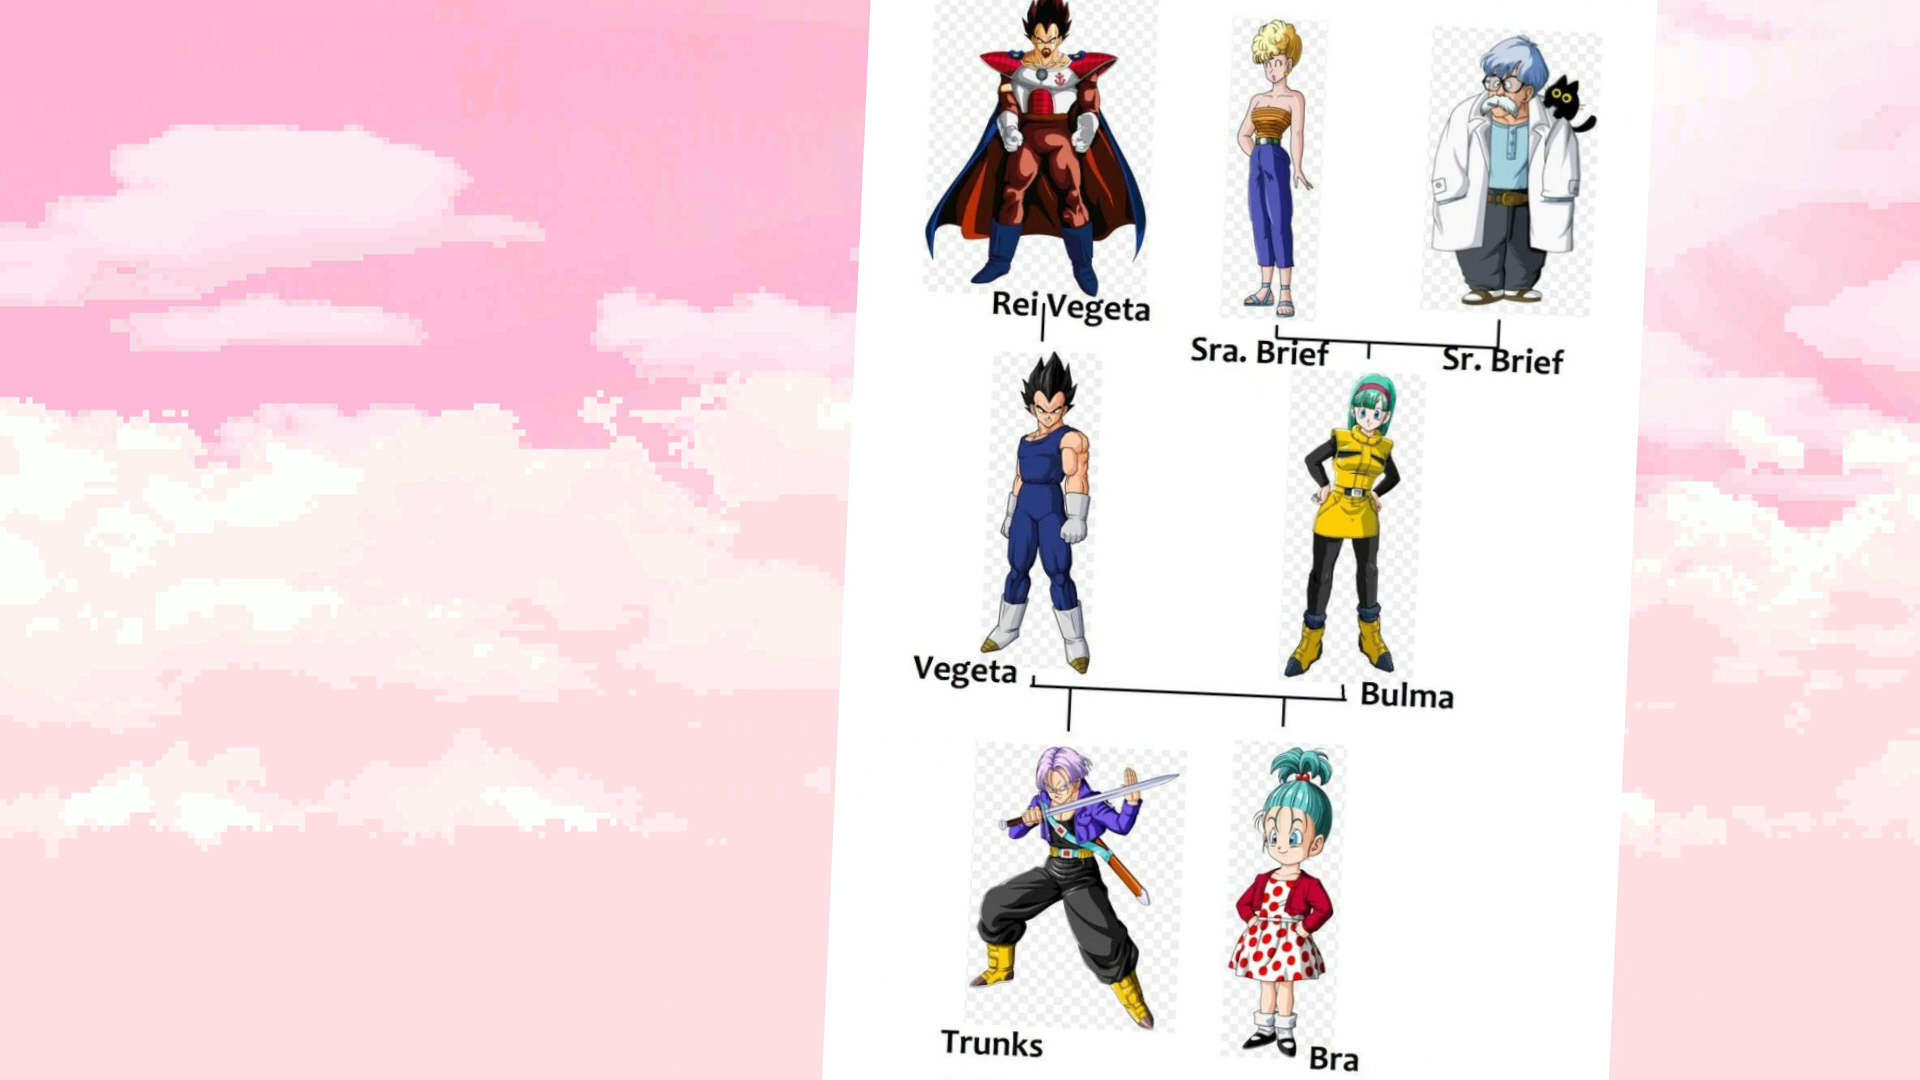 Rei Vegeta
Sra. Brief
Sr. Brief
Vegeta
Bulma
Trunks
Bra